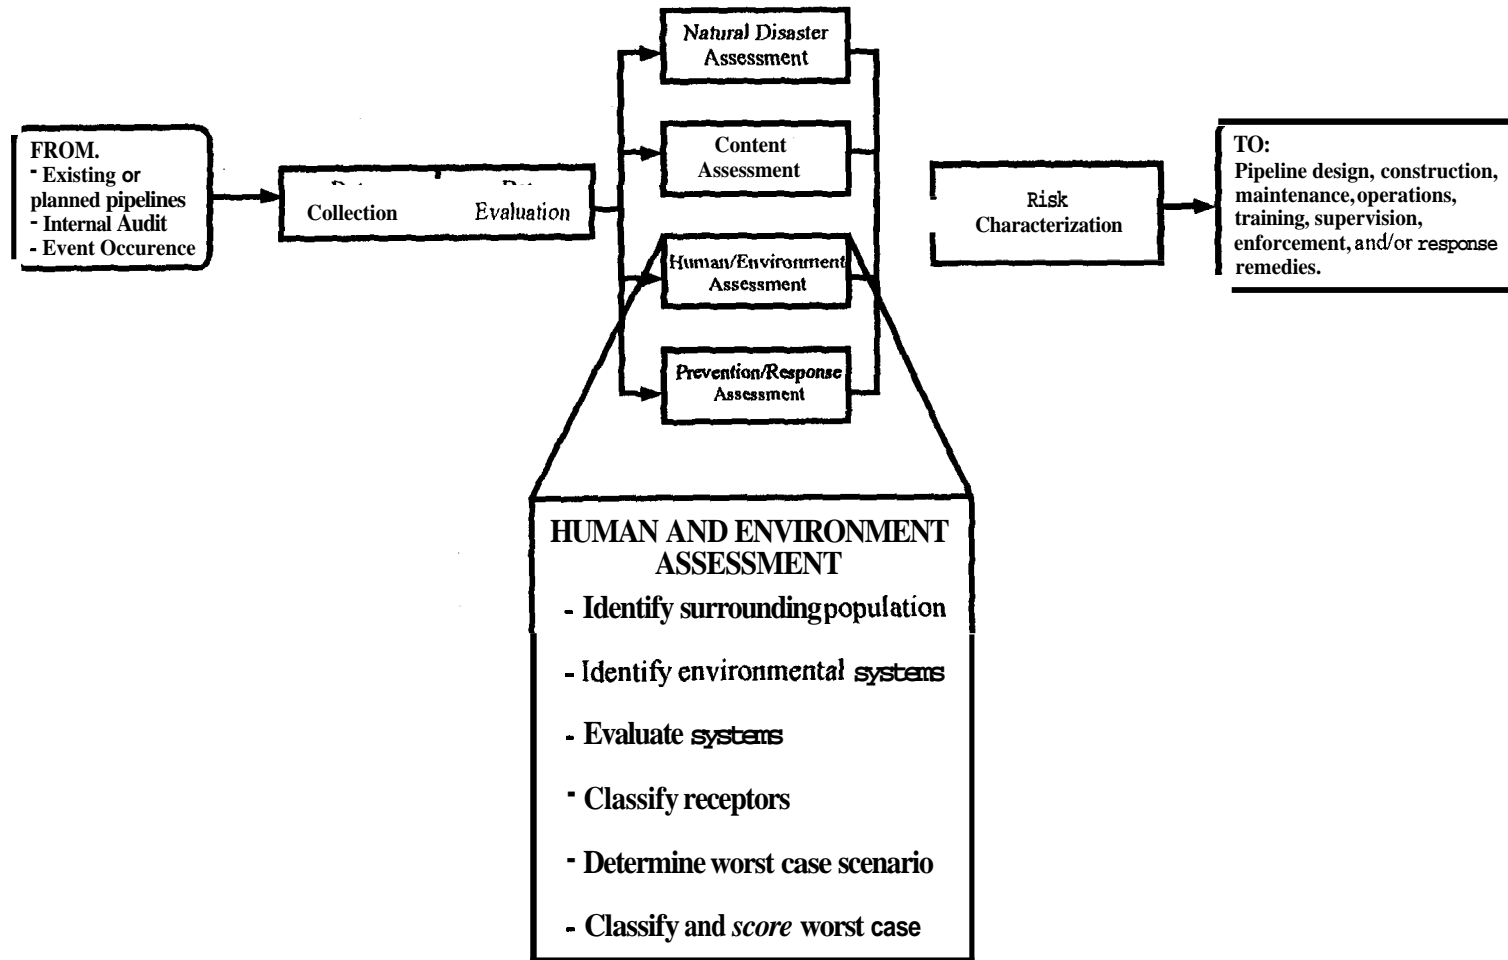 Natural Disaster
Assessment
FROM.
- Existing or
planned pipelines
- Internal Audit
- Event Occurence
Collection
Evaluation
Content
Assessment
Human/Environment
Assessment
Prevention/Response
Assessment
Risk
Characterization
TO:
Pipeline design, construction,
maintenance, operations,
training, supervision,
enforcement, and/or response
remedies.
HUMAN AND ENVIRONMENT
ASSESSMENT
- Identify surrounding population
- Identify environmental systems
- Evaluate systems
- Classify receptors
- Determine worst case scenario
- Classify and score worst case